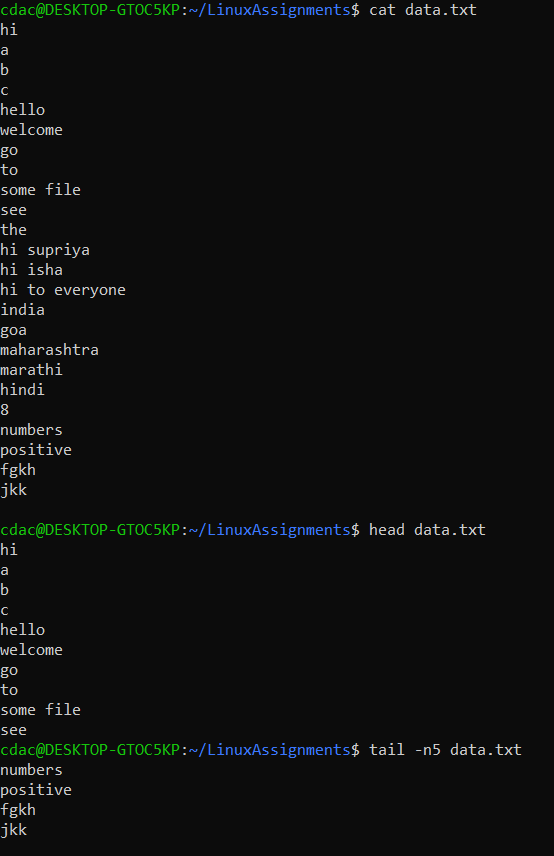 cdac@DESKTOP-GTOC5KP:~/LinuxAssignments$ cat data.txt
hi
a
b
c
hello
welcome
go
to
some file
see
the
hi supriya
hi isha
hi to everyone
india
goa
maharashtra
marathi
hindi
8
numbers
positive
fgkh
jkk

cdac@DESKTOP-GTOC5KP:~/LinuxAssignments$ head data.txt
hi
a
b
c
hello
welcome
go
to
some file
see
cdac@DESKTOP-GTOC5KP:~/LinuxAssignments$ tail -n5 data.txt
numbers
positive
fgkh
jkk